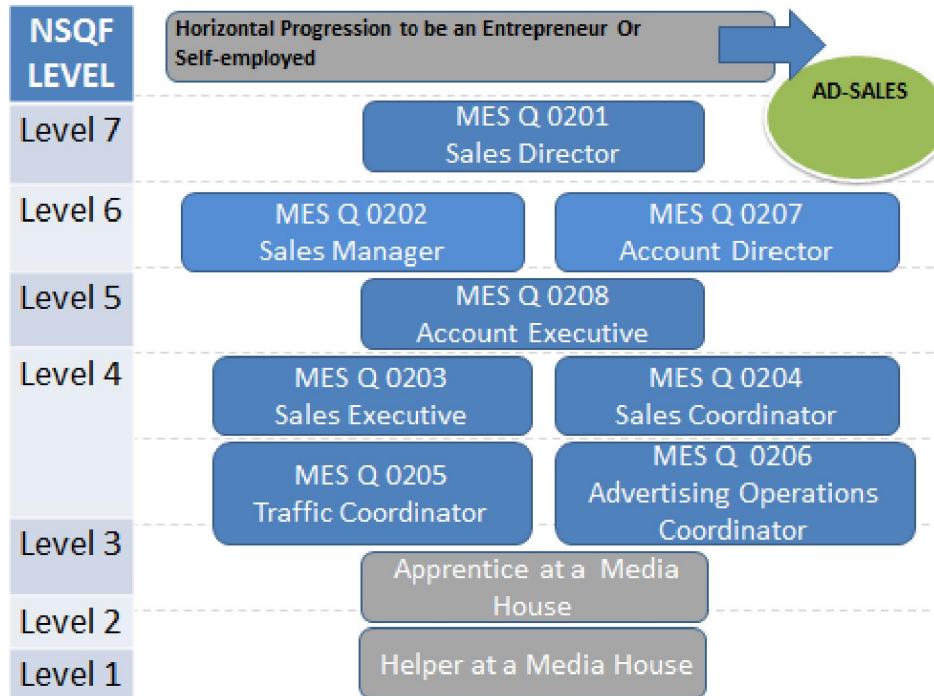 NSQF
LEVEL
Horizontal Progression to be an Entrepreneur Or
Self-employed
AD-SALES
Level 7
MES Q 0201
Sales Director
Level 6
MES Q 0202
Sales Manager
MES Q 0207
Account Director
Level 5
MES Q 0208
Account Executive
Level 4
MES Q 0203
Sales Executive
MES Q 0204
Sales Coordinator
MES Q 0205
Traffic Coordinator
MES Q 0206
Advertising Operations
Coordinator
Level 3
Apprentice at a Media
House
Level 2
Level 1
Helper at a Media House